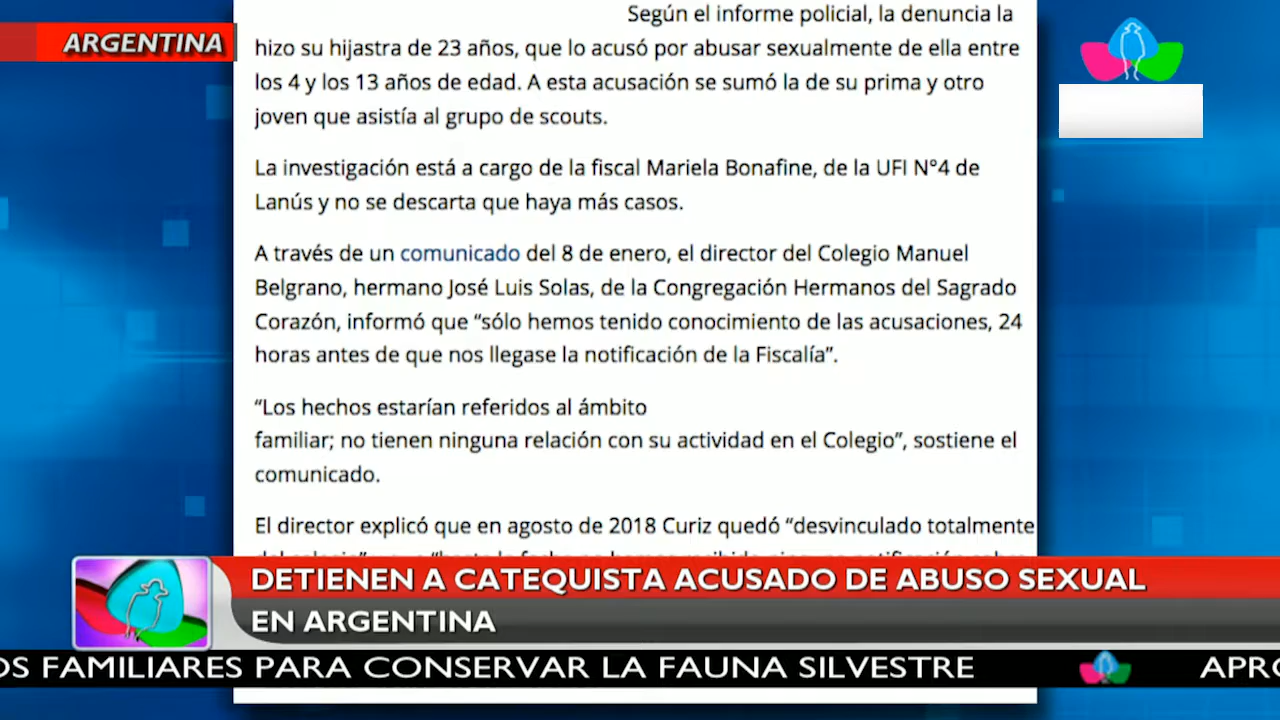 ARGENTINA
Según el informe policial, la denuncia la
hizo su hijastra de 23 años, que lo acusó por abusar sexualmente de ella entre
los 4 y los 13 años de edad. A esta acusación se sumó la de su prima y otro
joven que asistía al grupo de scouts.
La investigación está a cargo de la fiscal Mariela Bonafine, de la UFI N°4 de
Lanús y no se descarta que haya más casos.
A través de un comunicado del 8 de enero, el director del Colegio Manuel
Belgrano, hermano José Luis Solas, de la Congregación Hermanos del Sagrado
Corazón, informó que “sólo hemos tenido conocimiento de las acusaciones, 24
horas antes de que nos llegase la notificación de la Fiscalía”.
“Los hechos estarían referidos al ámbito
familiar; no tienen ninguna relación con su actividad en el Colegio”, sostiene el
comunicado.
El director explicó que en agosto de 2018 Curiz quedó “desvinculado totalmente
DETIENEN A CATEQUISTA ACUSADO DE ABUSO SEXUAL
EN ARGENTINA
OS FAMILIARES PARA CONSERVAR LA FAUNA SILVESTRE APRO